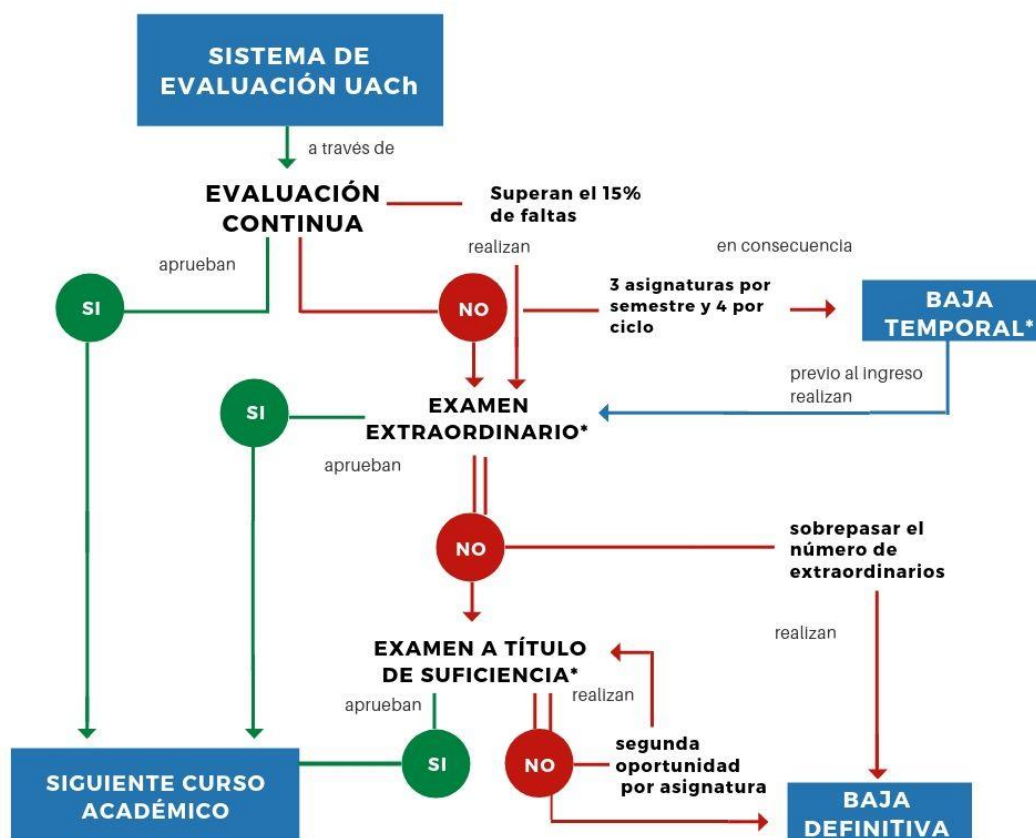 SISTEMA DE
EVALUACIÓN UACh
a través de
EVALUACIÓN
CONTINUA
Superan el 15%
de faltas
realizan
en consecuencia
aprueban
SI
NO
3 asignaturas por
semestre y 4 por
ciclo
BAJA
TEMPORAL*
previo al ingreso
realizan
SI
EXAMEN
EXTRAORDINARIO*
aprueban
NO
sobrepasar el
número de
extraordinarios
realizan
EXAMEN A TÍTULO
DE SUFICIENCIA*
aprueban
realizan
SI
NO
segunda
oportunidad
por asignatura
SIGUIENTE CURSO
ACADÉMICO
BAJA
DEFINITIVA